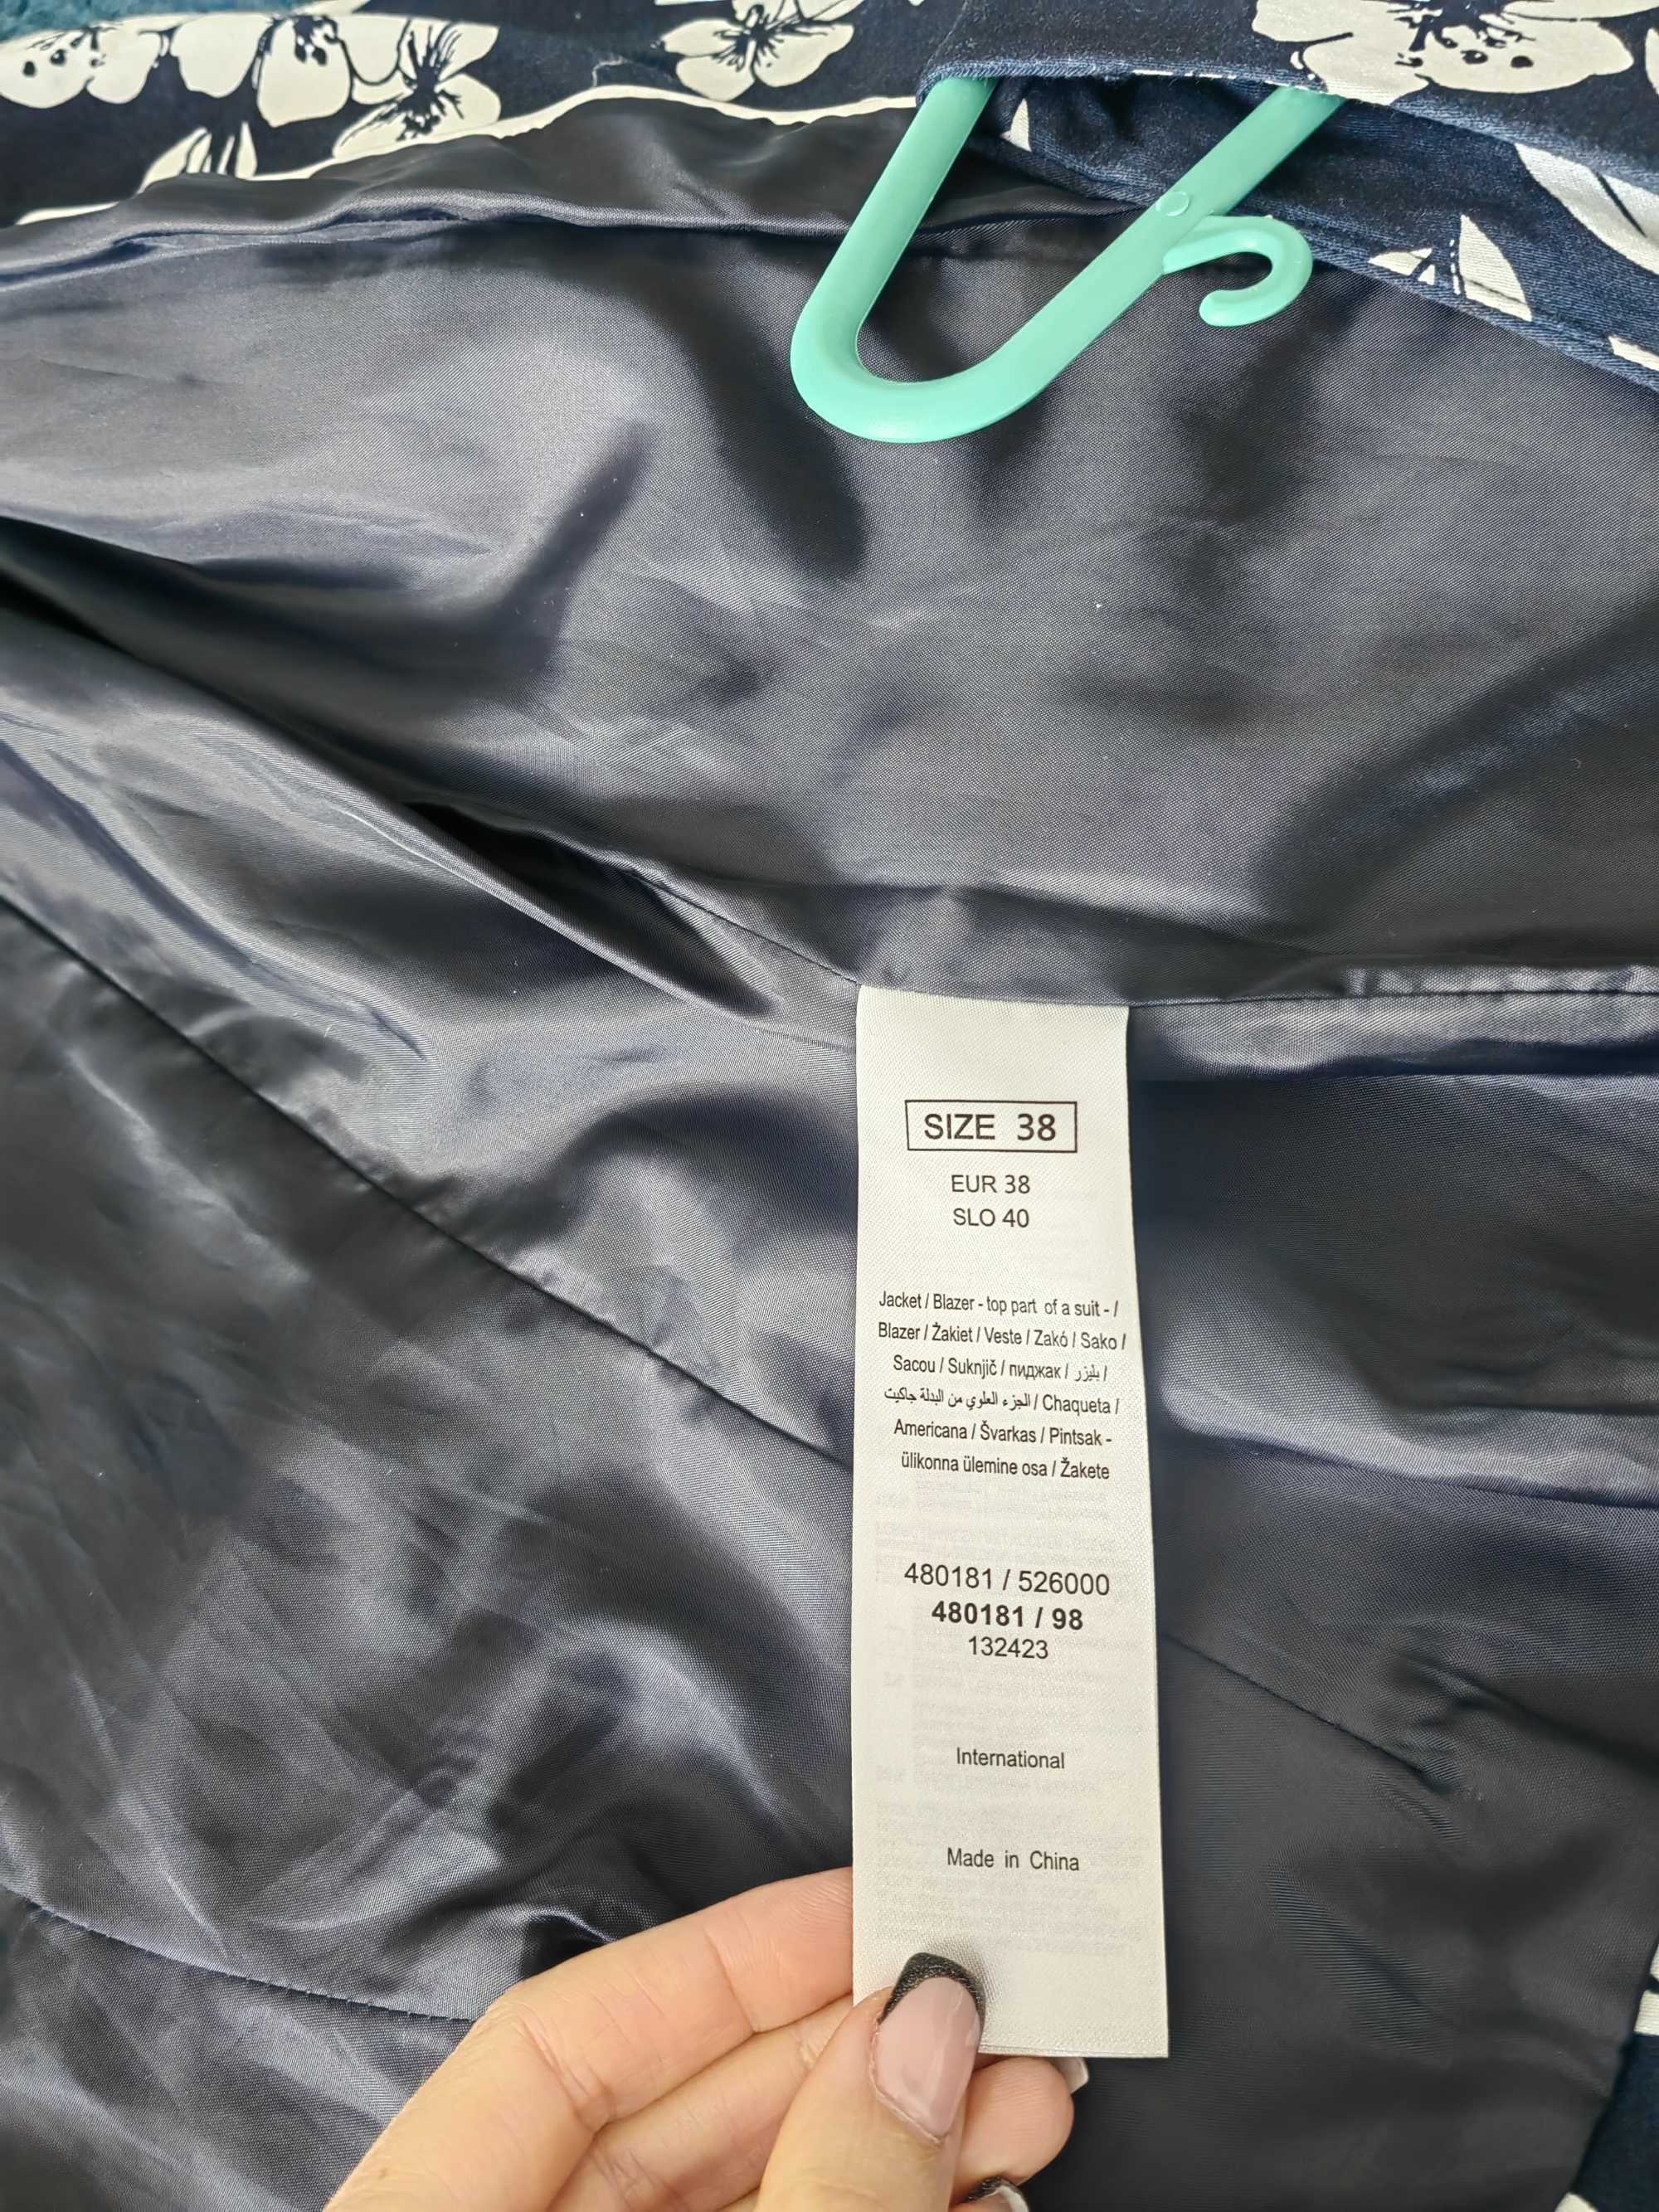 SIZE 38
EUR 38
SLO 40
Jacket / Blazer - top part of a suit - /
Blazer / Žakiet / Veste / Zakó / Sako /
Sacou / Suknjič / пиджак / بليزر /
الجزء العلوي من البدلة جاكيت / Chaqueta /
Americana / Švarkas / Pintsak -
ülikonna ülemine osa / Žakete
480181 / 526000
480181 / 98
132423
International
Made in China